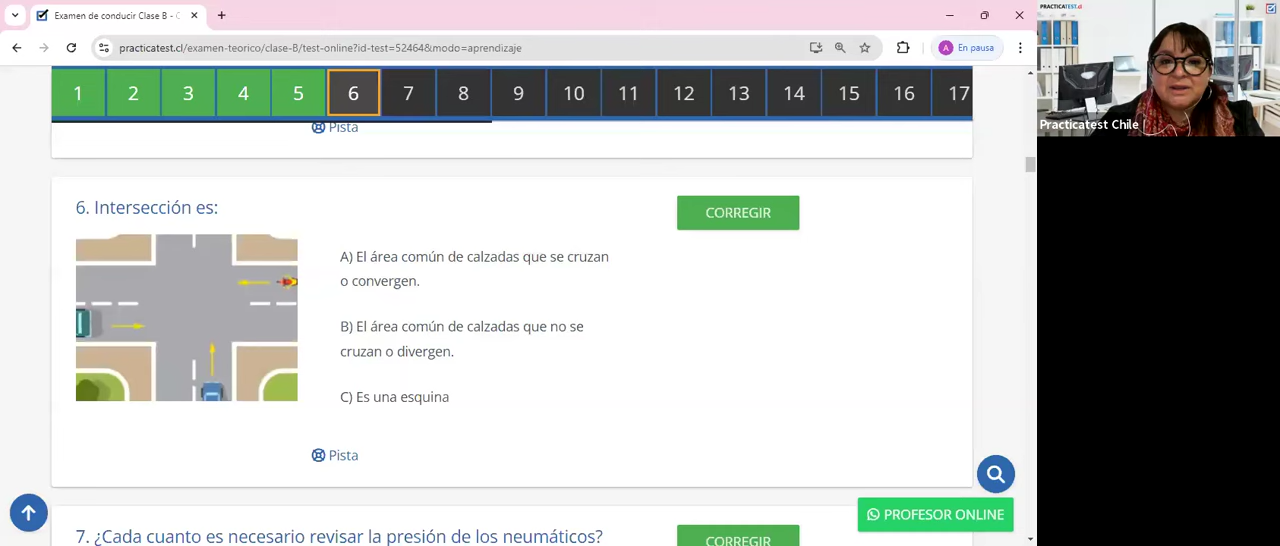 Examen de conducir Clase B - C
practicatest.cl/examen-teorico/clase-B/test-online?id-test=52464&modo=aprendizaje
A En pausa
1 2 3 4 5 6 7 8 9 10 11 12 13 14 15 16 17
Pista
6. Intersección es:
CORREGIR
A) El área común de calzadas que se cruzan
o convergen.
B) El área común de calzadas que no se
cruzan o divergen.
C) Es una esquina
Pista
PROFESOR ONLINE
7. ¿Cada cuanto es necesario revisar la presión de los neumáticos?
CORREGIR
PRACTICATEST.cl
Practicatest Chile